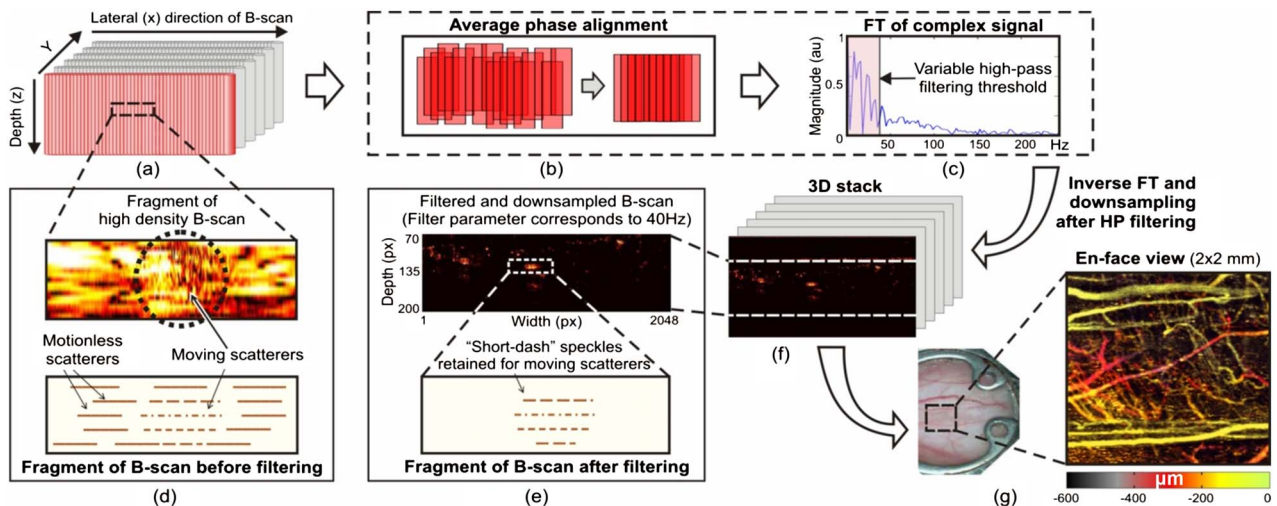 Lateral (x) direction of B-scan
Y
Depth (z)
(a)
Average phase alignment
(b)
FT of complex signal
Magnitude (au)
1
0.5
0
Variable high-pass
filtering threshold
50
100
150
200
Hz
(c)
Fragment of
high density B-scan
Motionless
scatterers
Moving scatterers
Fragment of B-scan before filtering
(d)
Filtered and downsampled B-scan
(Filter parameter corresponds to 40Hz)
Depth (px)
70
135
200
1
Width (px)
2048
"Short-dash" speckles
retained for moving scatterers
Fragment of B-scan after filtering
(e)
3D stack
(f)
Inverse FT and
downsampling
after HP filtering
En-face view (2x2 mm)
(g)
µm
-600
-400
-200
0